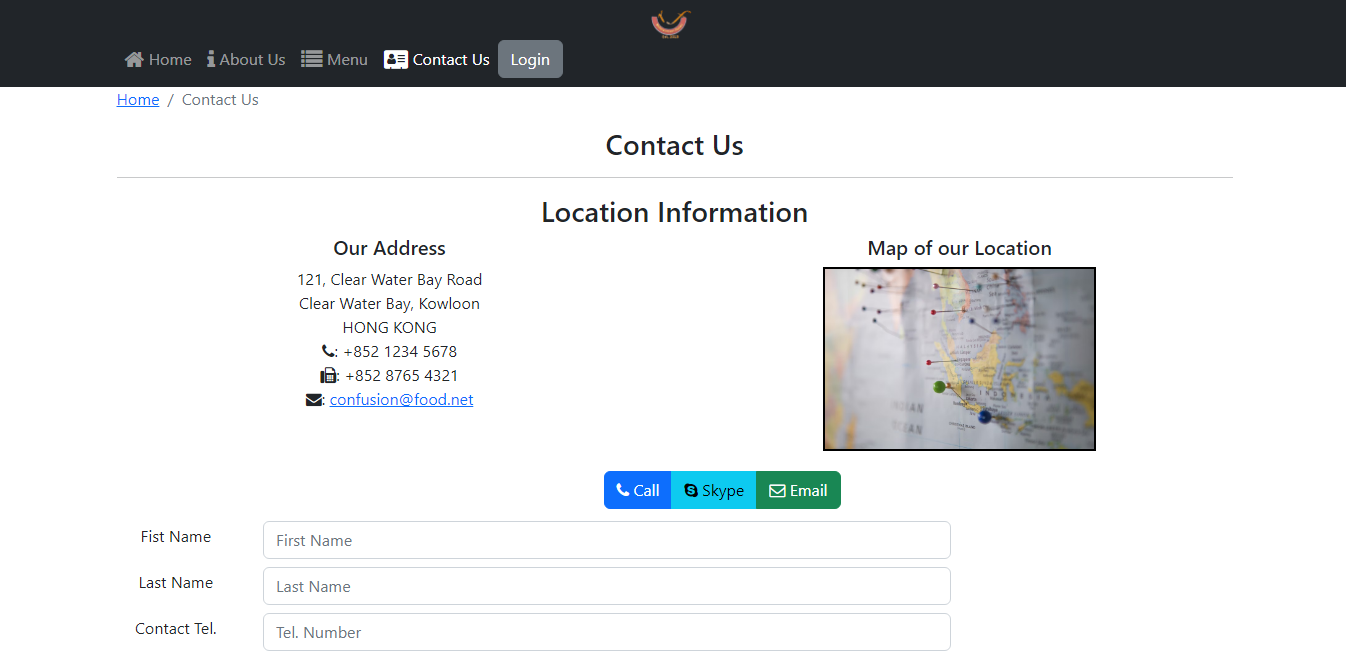 Home About Us Menu Contact Us Login
Home / Contact Us
Contact Us
Location Information
Our Address
121, Clear Water Bay Road
Clear Water Bay, Kowloon
HONG KONG
: +852 1234 5678
: +852 8765 4321
: confusion@food.net
Map of our Location
INDIAN
OCEAN
Call Skype Email
Fist Name First Name
Last Name Last Name
Contact Tel. Tel. Number